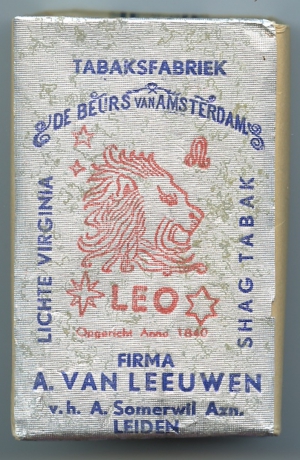 TABAKSFABRIEK
DE BEURS VAN AMSTERDAM
LICHTE VIRGINIA
SHAG TABAK
LEO
Opgericht Anno 1840
FIRMA
A. VAN LEEUWEN
v.h. A. Somerwil Azn.
LEIDEN